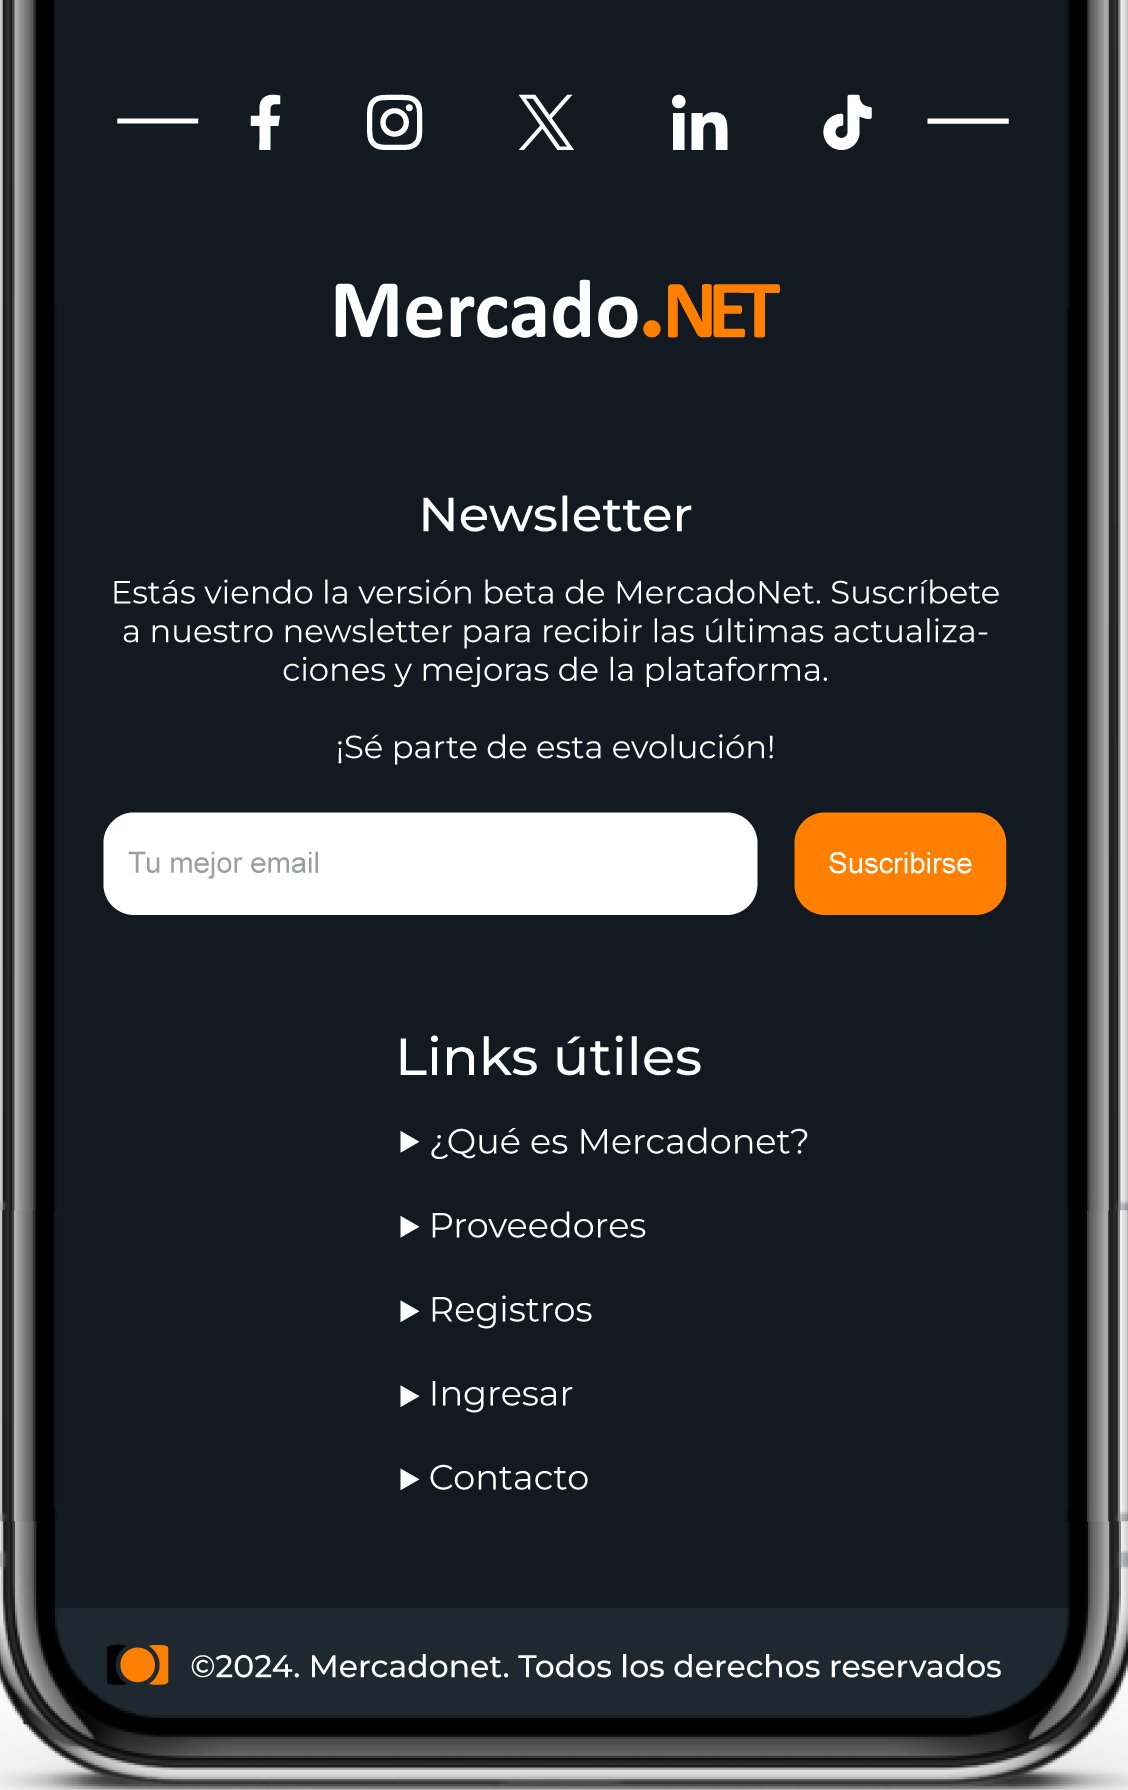 Mercado.NET
Newsletter
Estás viendo la versión beta de MercadoNet. Suscríbete
a nuestro newsletter para recibir las últimas actualiza-
ciones y mejoras de la plataforma.
¡Sé parte de esta evolución!
Tu mejor email
Suscribirse
Links útiles
¿Qué es Mercadonet?
Proveedores
Registros
Ingresar
Contacto
©2024. Mercadonet. Todos los derechos reservados